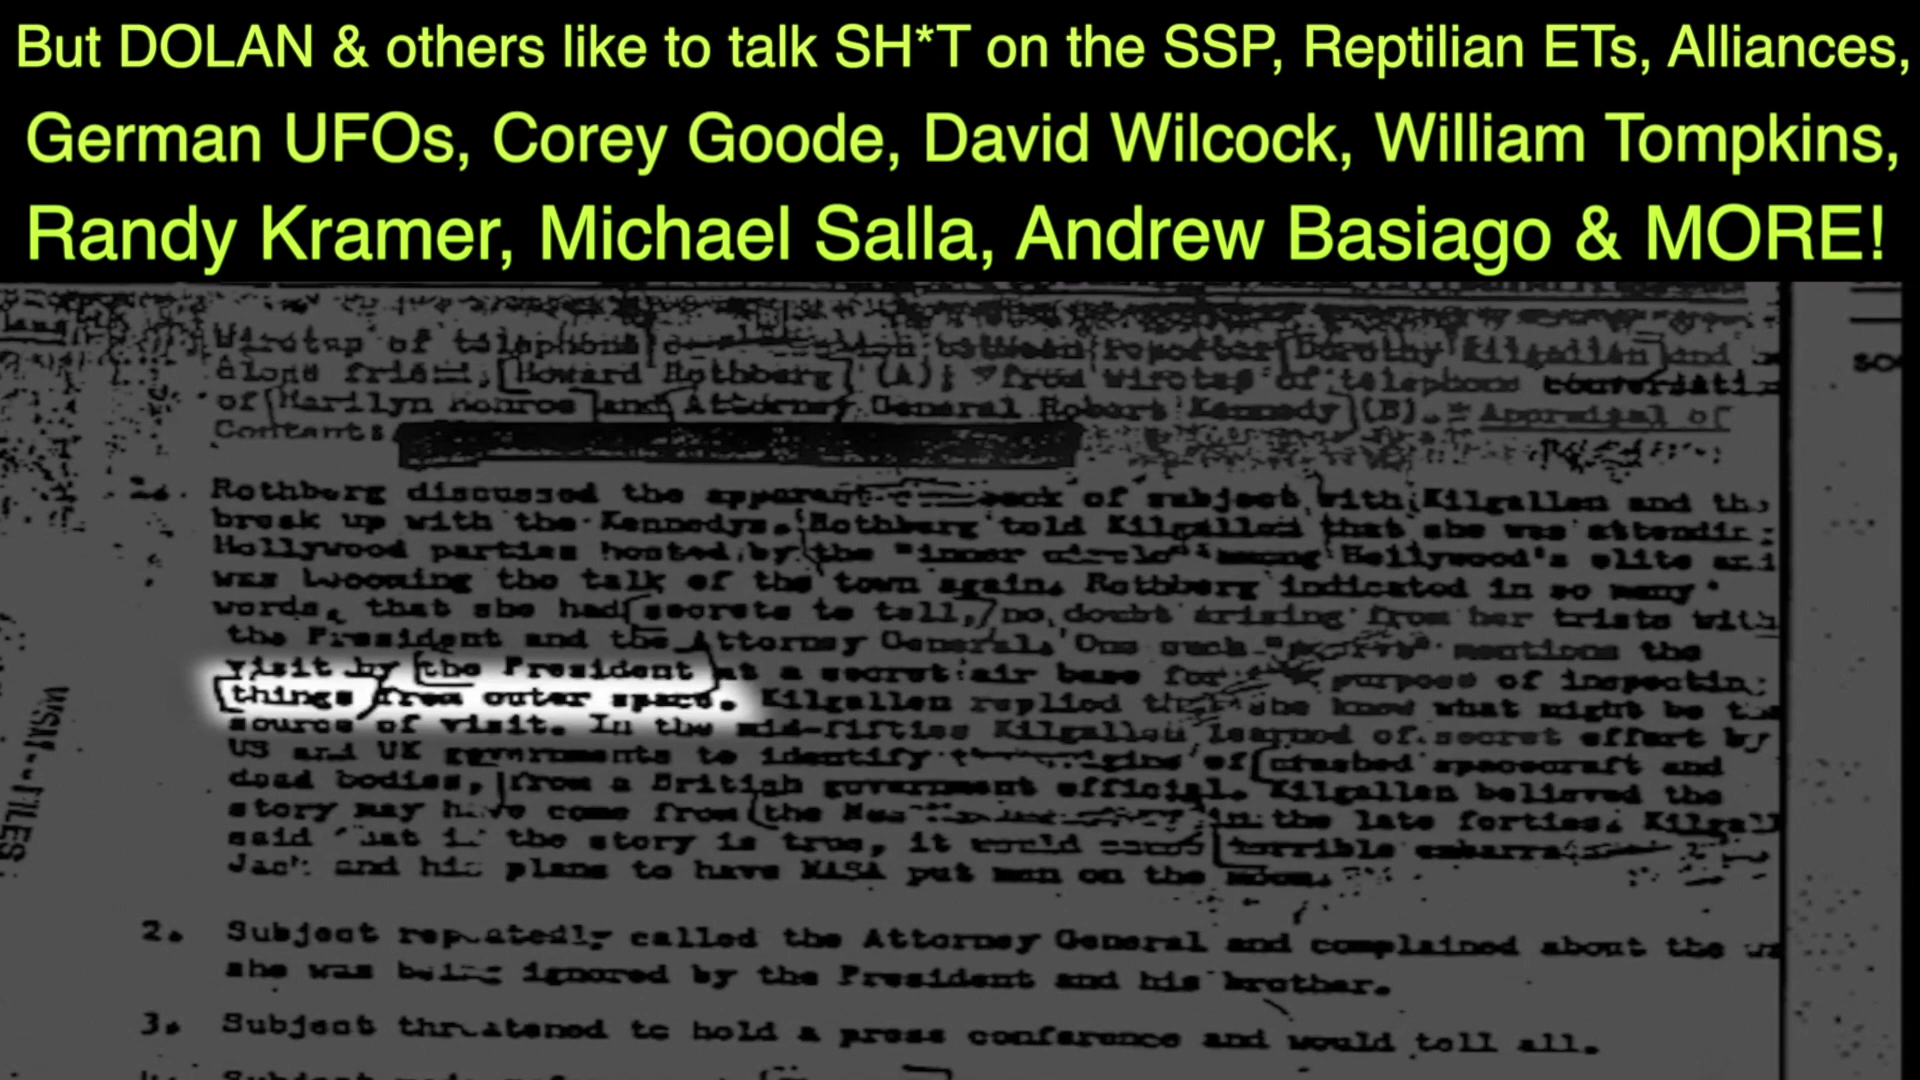 But DOLAN & others like to talk SH*T on the SSP, Reptilian ETs, Alliances,
German UFOs, Corey Goode, David Wilcock, William Tompkins,
Randy Kramer, Michael Salla, Andrew Basiago & MORE!
Wiretap of telephone between reporter Dorothy Kilgallen and
close friend, Howard Rothberg (A); from wiretap of telephone
of Marilyn Monroe and Attorney General Robert Kennedy (B). Appraisal of
Content:
Rothberg discussed the apparent of subject with Kilgallen and the
break up with the Kennedys. Rothberg told Kilgallen that she was attending
Hollywood parties hosted by the "inner circle" among Hollywood's elite and
was becoming the talk of the town again. Rothberg indicated in so many
words, that she had secrets to tell, no doubt arising from her trists with
the President and the Attorney General. One such mentions the
visit by the President at a secret air base for purpose of inspecting
things from outer space. Kilgallen replied that she knew what might be the
source of visit. In the mid-fifties Kilgallen learned of secret effort by
US and UK governments to identify of crashed spacecraft and
dead bodies, from a British government official. Kilgallen believed the
story may have come from the in the late forties. Kilgall
said that if the story is true, it would terrible
Jack and his plans to have NASA put men on the moon.
2. Subject repeatedly called the Attorney General and complained about the
she was being ignored by the President and his brother.
3. Subject threatened to hold a press conference and would tell all.